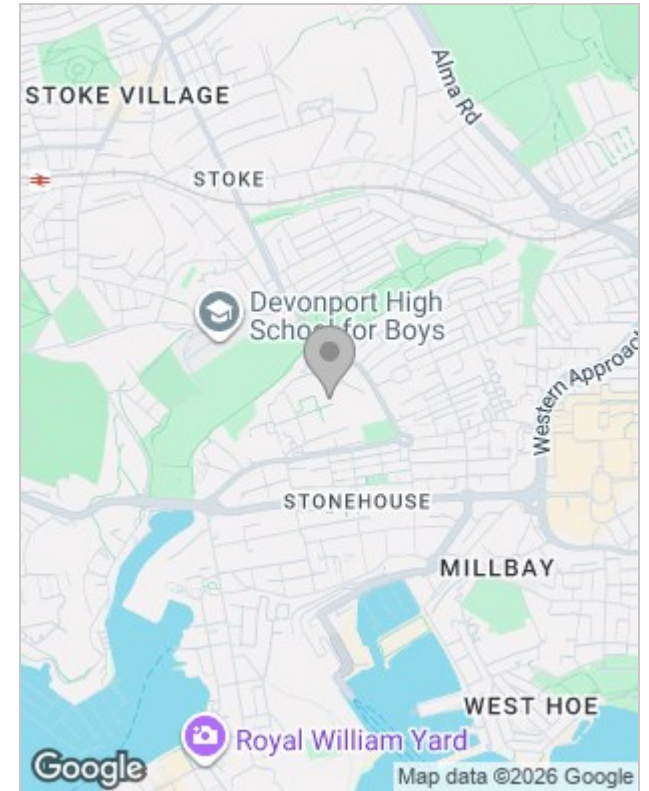 Alma Rd
STOKE VILLAGE
STOKE
Devonport High
School for Boys
Western Approach
STONEHOUSE
MILLBAY
WEST HOE
Royal William Yard
Google
Map data ©2026 Google